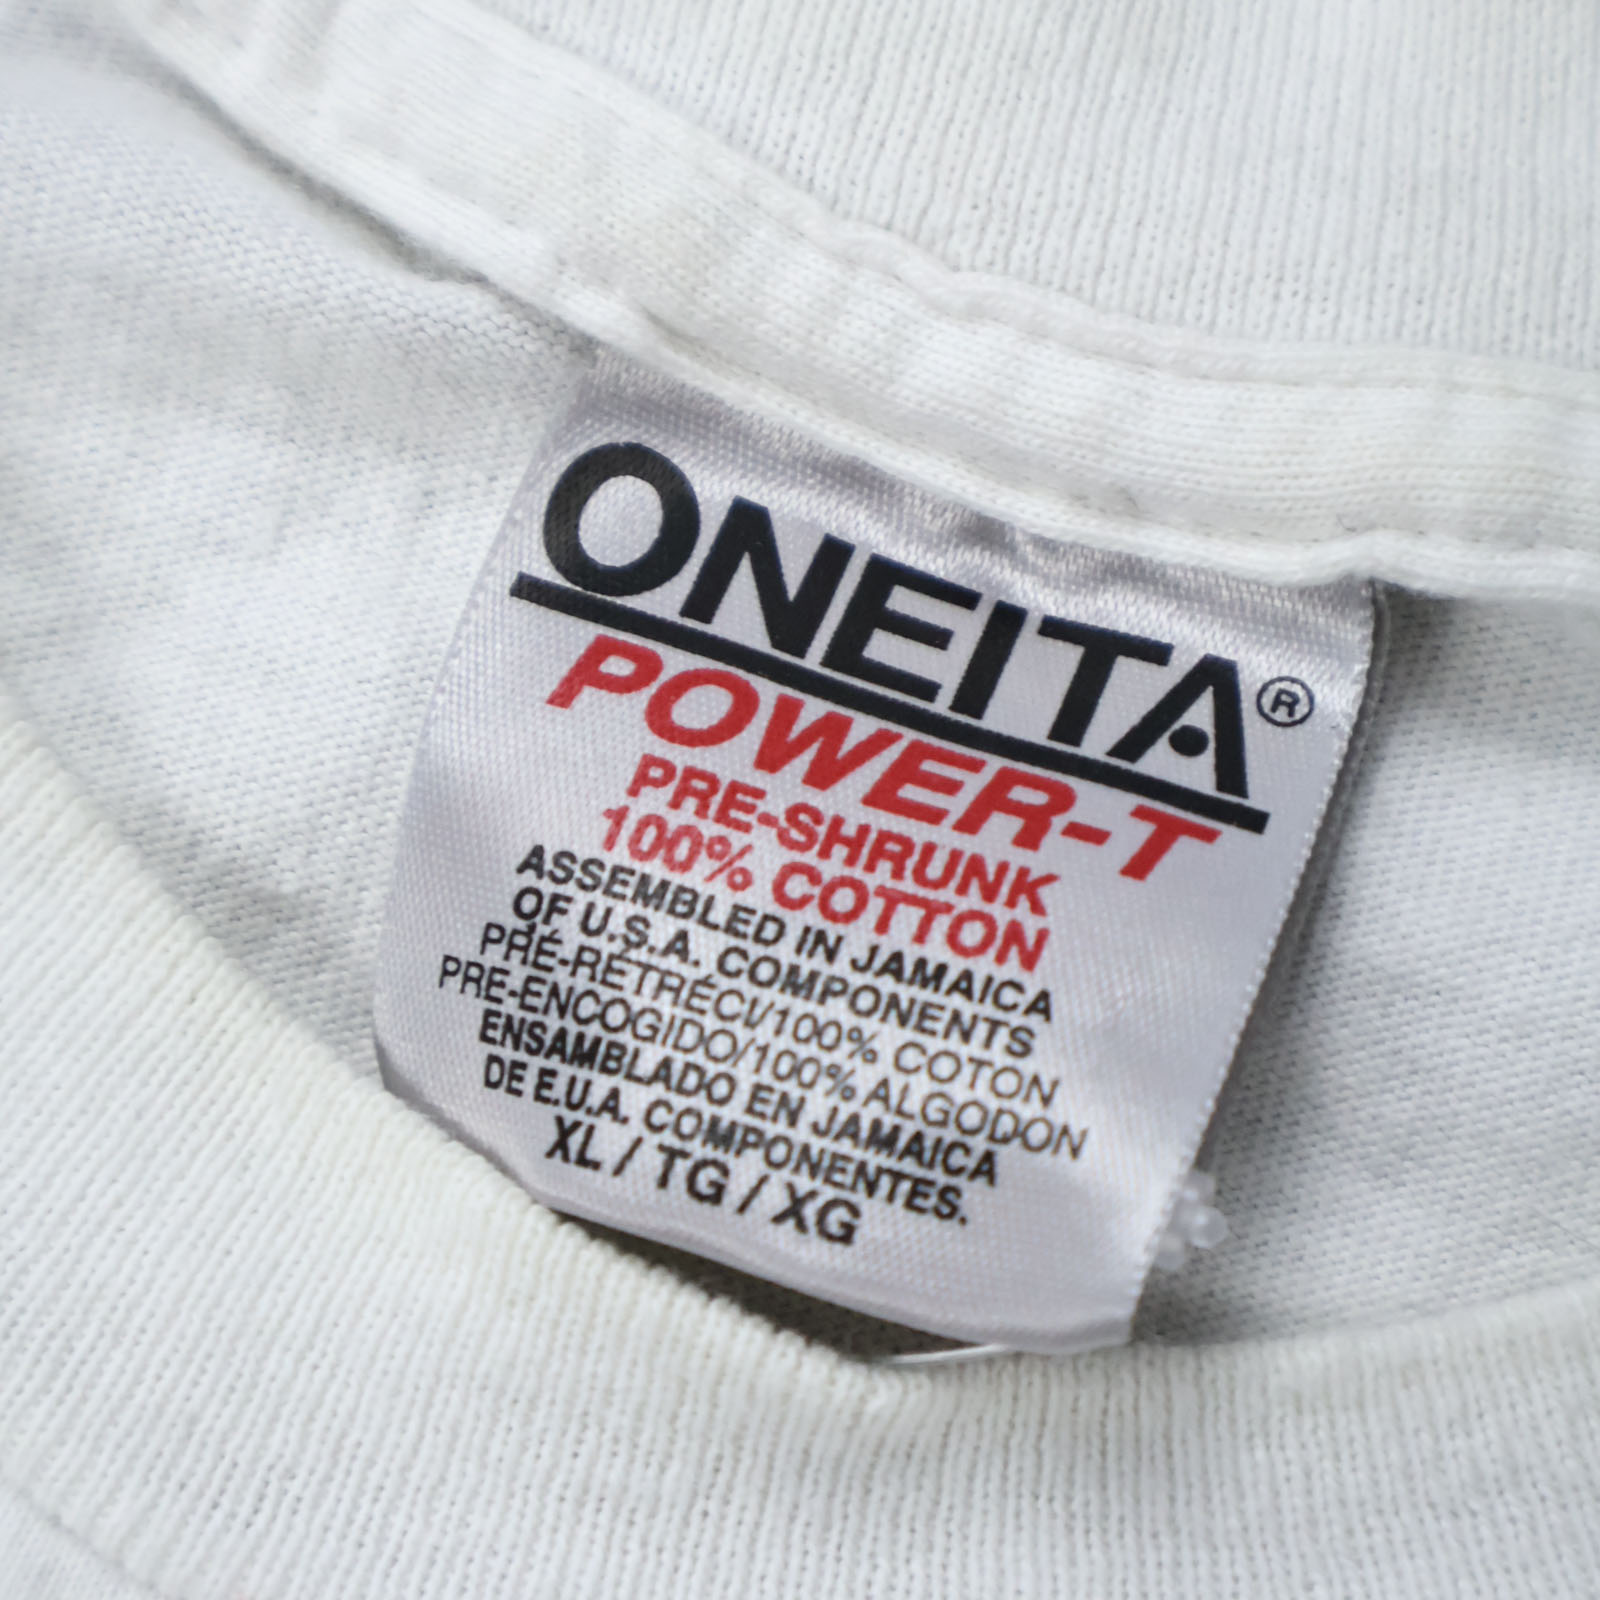 ONEITA®
POWER-T
PRE-SHRUNK
100% COTTON
ASSEMBLED IN JAMAICA
OF U.S.A. COMPONENTS
PRÉ-RÉTRÉCI/100% COTON
PRE-ENCOGIDO/100% ALGODON
ENSAMBLADO EN JAMAICA
DE E.U.A. COMPONENTES.
XL / TG / XG